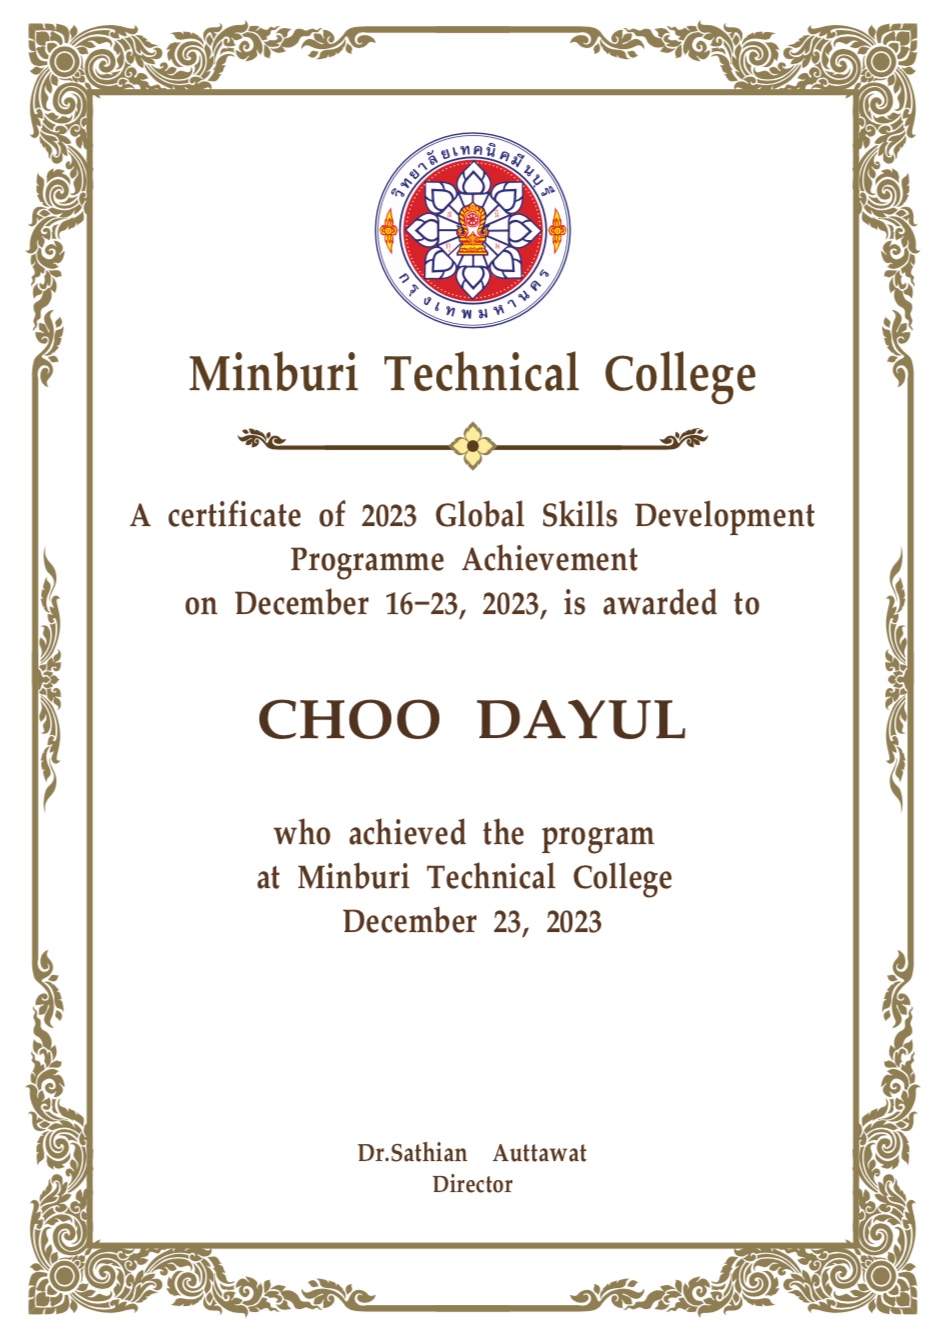 วิทยาลัยเทคนิคมีนบุรี
กรุงเทพมหานคร
Minburi Technical College
A certificate of 2023 Global Skills Development
Programme Achievement
on December 16-23, 2023, is awarded to
CHOO DAYUL
who achieved the program
at Minburi Technical College
December 23, 2023
Dr.Sathian Auttawat
Director